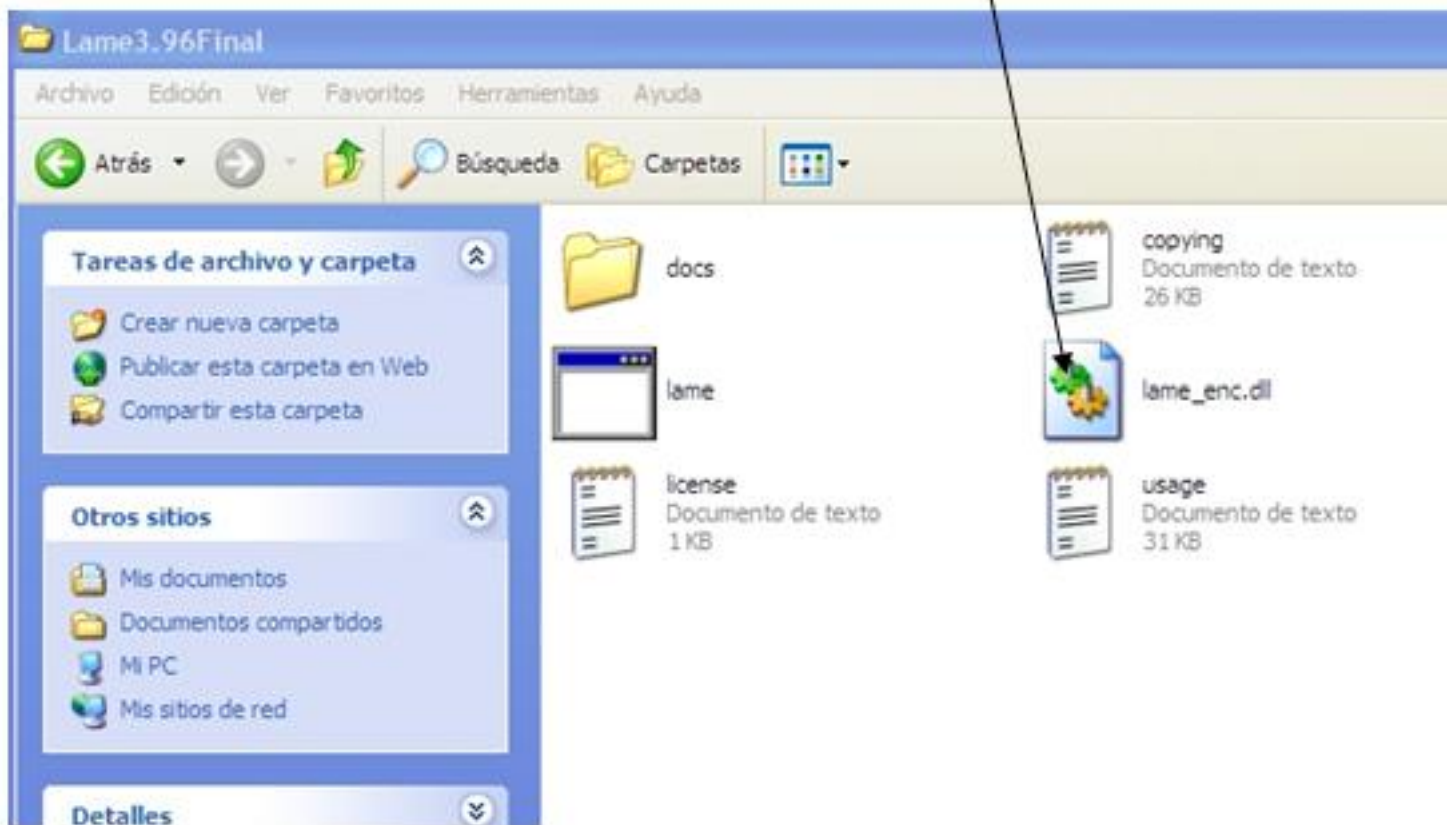 Lame3.96Final
Archivo Edición Ver Favoritos Herramientas Ayuda
Atrás Búsqueda Carpetas
Tareas de archivo y carpeta
Crear nueva carpeta
Publicar esta carpeta en Web
Compartir esta carpeta
Otros sitios
Mis documentos
Documentos compartidos
Mi PC
Mis sitios de red
Detalles
docs
copying
Documento de texto
26 KB
lame
lame_enc.dll
license
Documento de texto
1 KB
usage
Documento de texto
31 KB